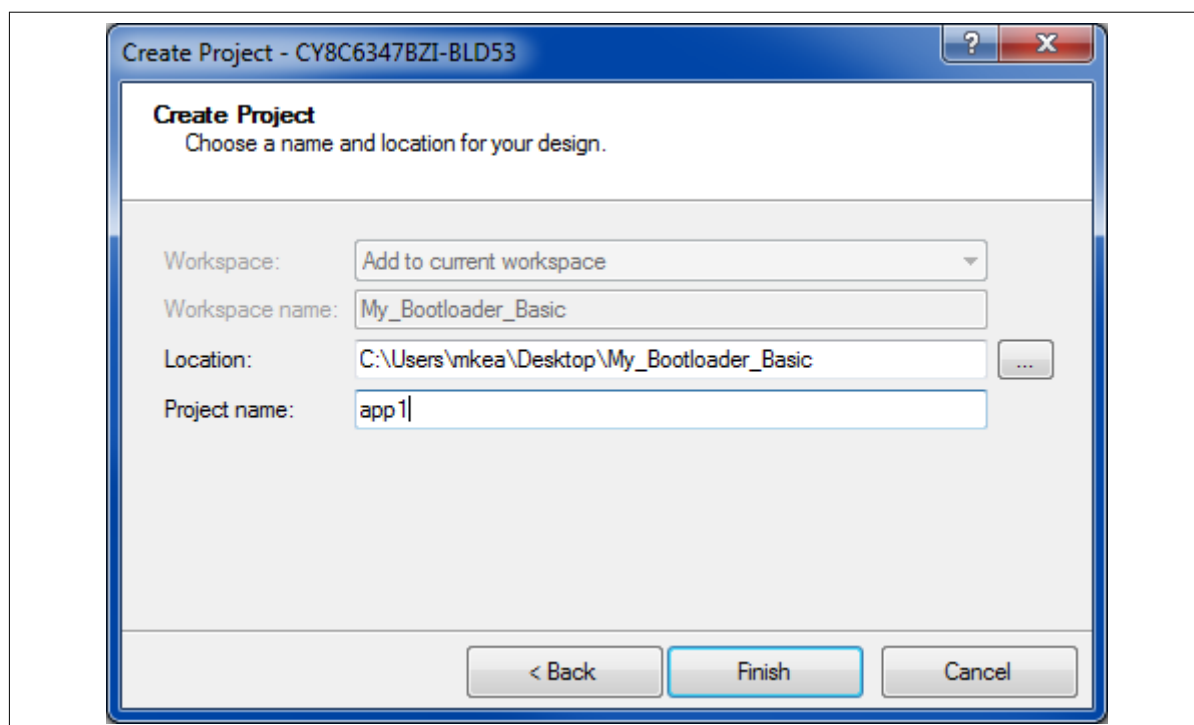 Create Project - CY8C6347BZI-BLD53
Create Project
Choose a name and location for your design.
Workspace: Add to current workspace
Workspace name: My_Bootloader_Basic
Location: C:\Users\mkea\Desktop\My_Bootloader_Basic ...
Project name: app1
< Back Finish Cancel